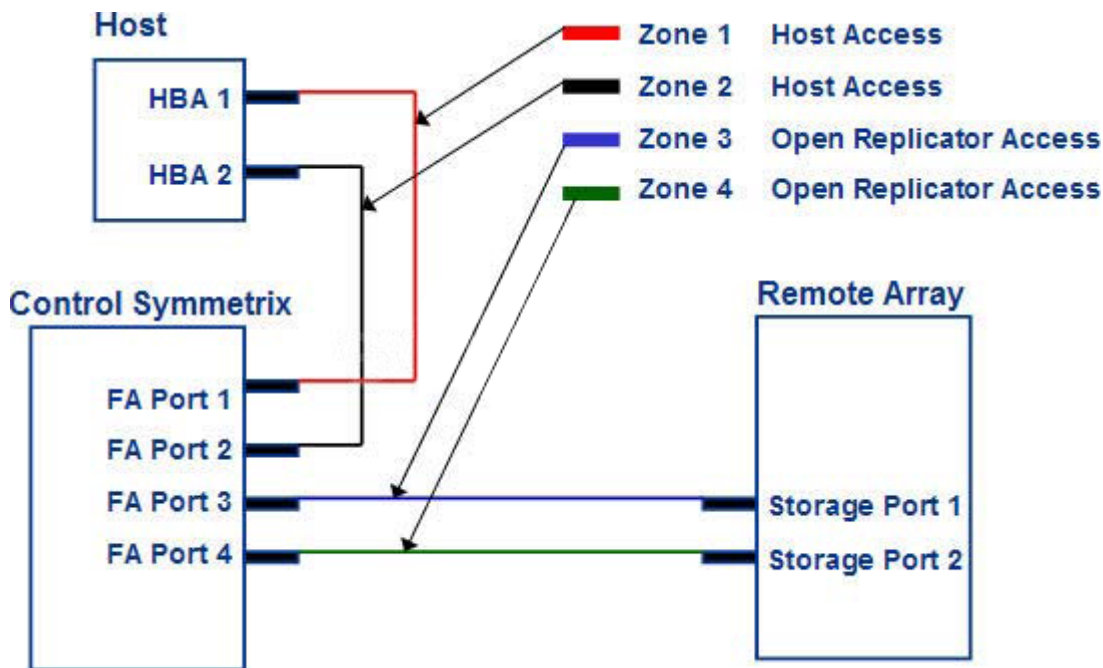 Host
HBA 1
HBA 2
Zone 1 Host Access
Zone 2 Host Access
Zone 3 Open Replicator Access
Zone 4 Open Replicator Access
Control Symmetrix
FA Port 1
FA Port 2
FA Port 3
FA Port 4
Remote Array
Storage Port 1
Storage Port 2